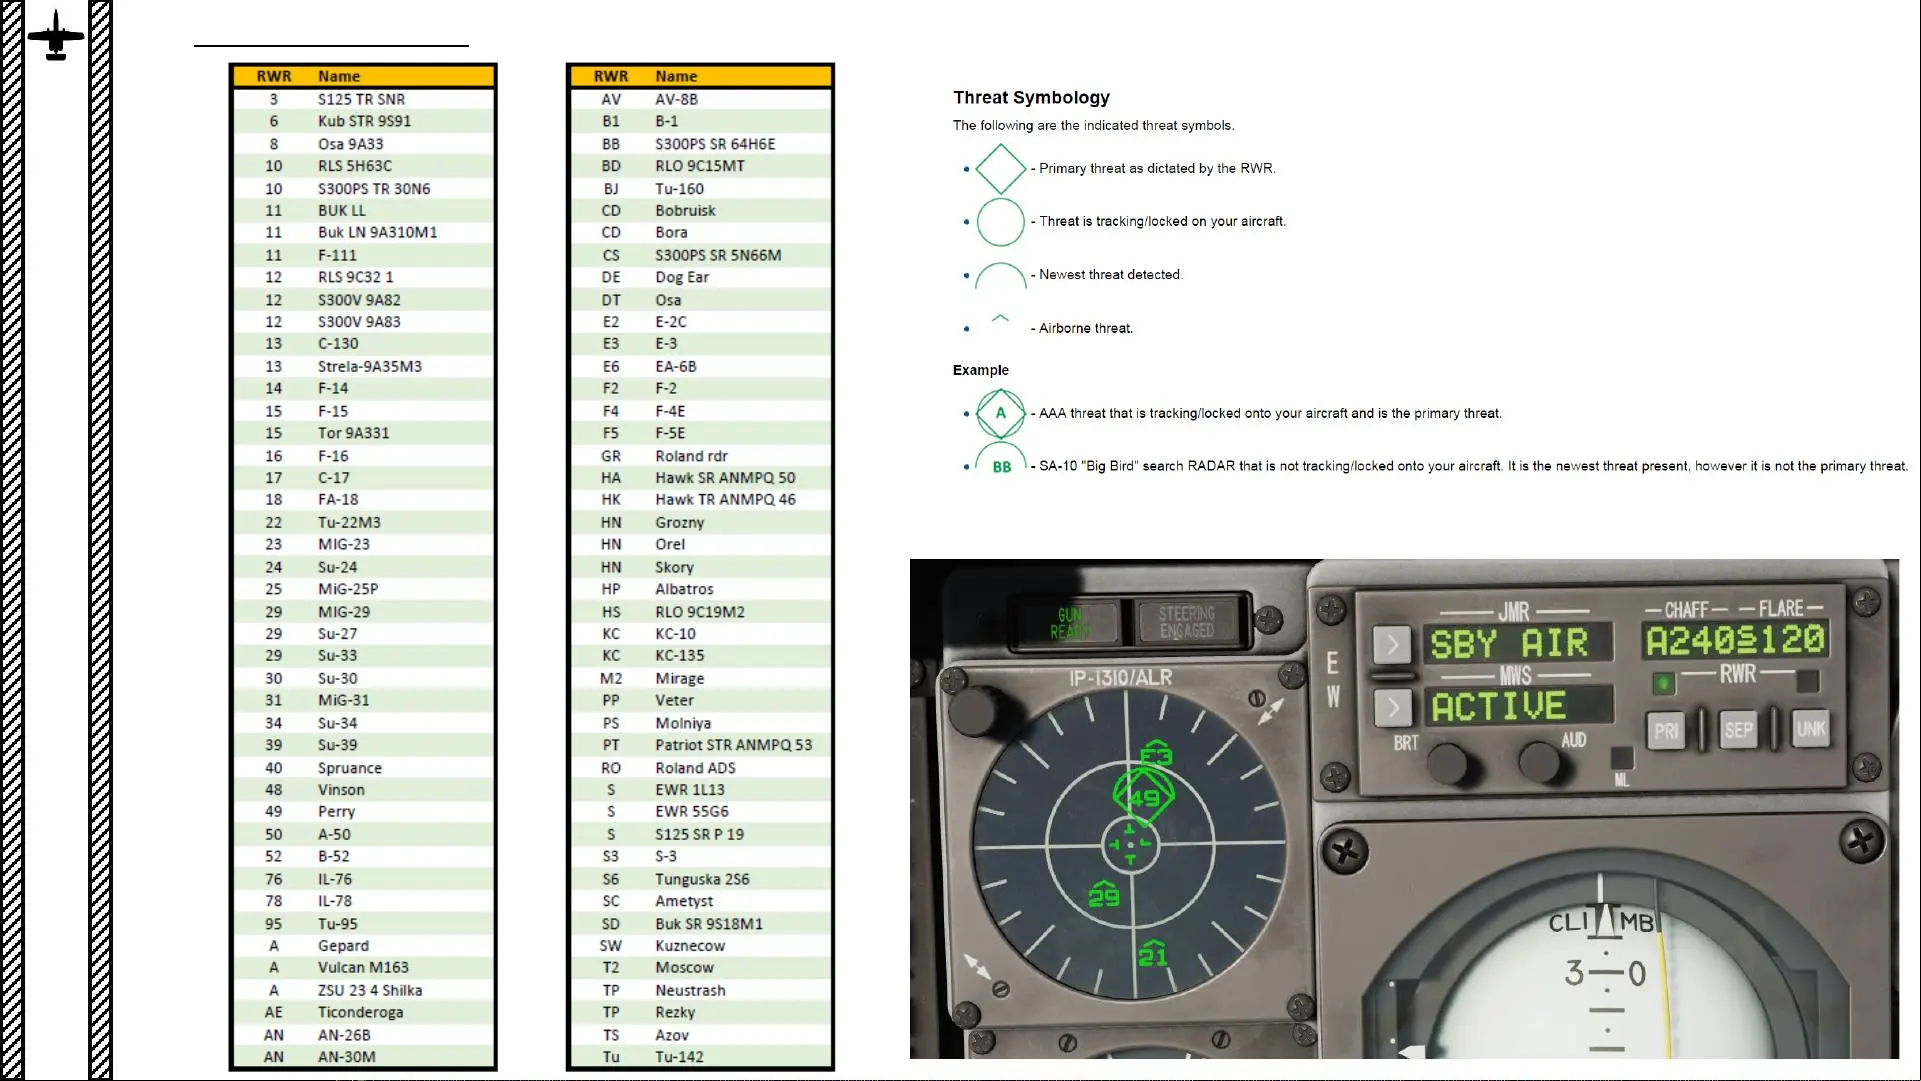 RWR Name
3 S125 TR SNR
6 Kub STR 9S91
8 Osa 9A33
10 RLS 5H63C
10 S300PS TR 30N6
11 BUK LL
11 Buk LN 9A310M1
11 F-111
12 RLS 9C32 1
12 S300V 9A82
12 S300V 9A83
13 C-130
13 Strela-9A35M3
14 F-14
15 F-15
15 Tor 9A331
16 F-16
17 C-17
18 FA-18
22 Tu-22M3
23 MIG-23
24 Su-24
25 MiG-25P
29 MIG-29
29 Su-27
29 Su-33
30 Su-30
31 MiG-31
34 Su-34
39 Su-39
40 Spruance
48 Vinson
49 Perry
50 A-50
52 B-52
76 IL-76
78 IL-78
95 Tu-95
A Gepard
A Vulcan M163
A ZSU 23 4 Shilka
AE Ticonderoga
AN AN-26B
AN AN-30M
RWR Name
AV AV-8B
B1 B-1
BB S300PS SR 64H6E
BD RLO 9C15MT
BJ Tu-160
CD Bobruisk
CD Bora
CS S300PS SR 5N66M
DE Dog Ear
DT Osa
E2 E-2C
E3 E-3
E6 EA-6B
F2 F-2
F4 F-4E
F5 F-5E
GR Roland rdr
HA Hawk SR ANMPQ 50
HK Hawk TR ANMPQ 46
HN Grozny
HN Orel
HN Skory
HP Albatros
HS RLO 9C19M2
KC KC-10
KC KC-135
M2 Mirage
PP Veter
PS Molniya
PT Patriot STR ANMPQ 53
RO Roland ADS
S EWR 1L13
S EWR 55G6
S S125 SR P 19
S3 S-3
S6 Tunguska 2S6
SC Ametyst
SD Buk SR 9S18M1
SW Kuznecow
T2 Moscow
TP Neustrash
TP Rezky
TS Azov
Tu Tu-142
Threat Symbology
The following are the indicated threat symbols.
- Primary threat as dictated by the RWR.
- Threat is tracking/locked on your aircraft.
- Newest threat detected.
- Airborne threat.
Example
A - AAA threat that is tracking/locked onto your aircraft and is the primary threat.
BB - SA-10 "Big Bird" search RADAR that is not tracking/locked onto your aircraft. It is the newest threat present, however it is not the primary threat.
GUN READY
STEERING ENGAGED
IP-1310/ALR
E3
49
29
21
EW
JMR
SBY AIR
MWS
ACTIVE
BRT
AUD
CHAFF FLARE
A240S120
RWR
PRI SEP UNK
ML
CLIMB
3 0